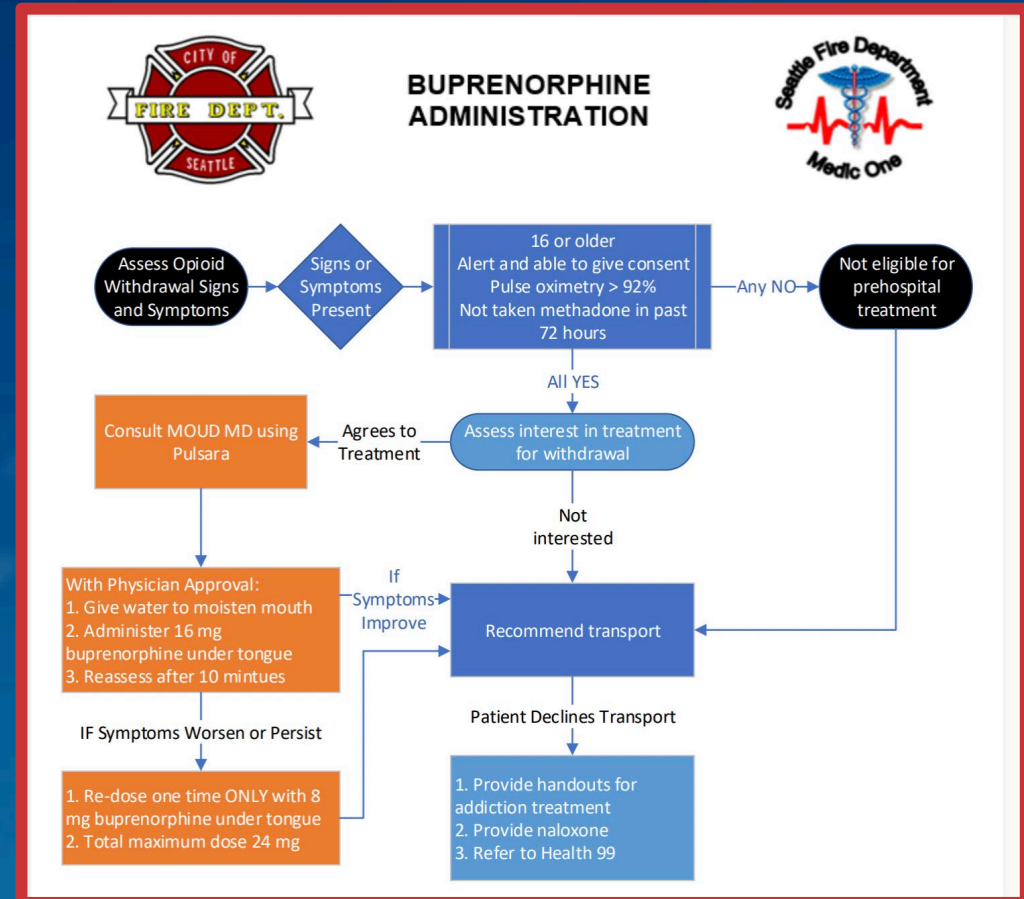 CITY OF
FIRE DEPT.
SEATTLE
BUPRENORPHINE
ADMINISTRATION
Seattle Fire Department
Medic One
Assess Opioid
Withdrawal Signs
and Symptoms
Signs or
Symptoms
Present
16 or older
Alert and able to give consent
Pulse oximetry > 92%
Not taken methadone in past
72 hours
Any NO
Not eligible for
prehospital
treatment
All YES
Consult MOUD MD using
Pulsara
Agrees to
Treatment
Assess interest in treatment
for withdrawal
Not
interested
With Physician Approval:
1. Give water to moisten mouth
2. Administer 16 mg
buprenorphine under tongue
3. Reassess after 10 mintues
If
Symptoms
Improve
Recommend transport
IF Symptoms Worsen or Persist
Patient Declines Transport
1. Re-dose one time ONLY with 8
mg buprenorphine under tongue
2. Total maximum dose 24 mg
1. Provide handouts for
addiction treatment
2. Provide naloxone
3. Refer to Health 99